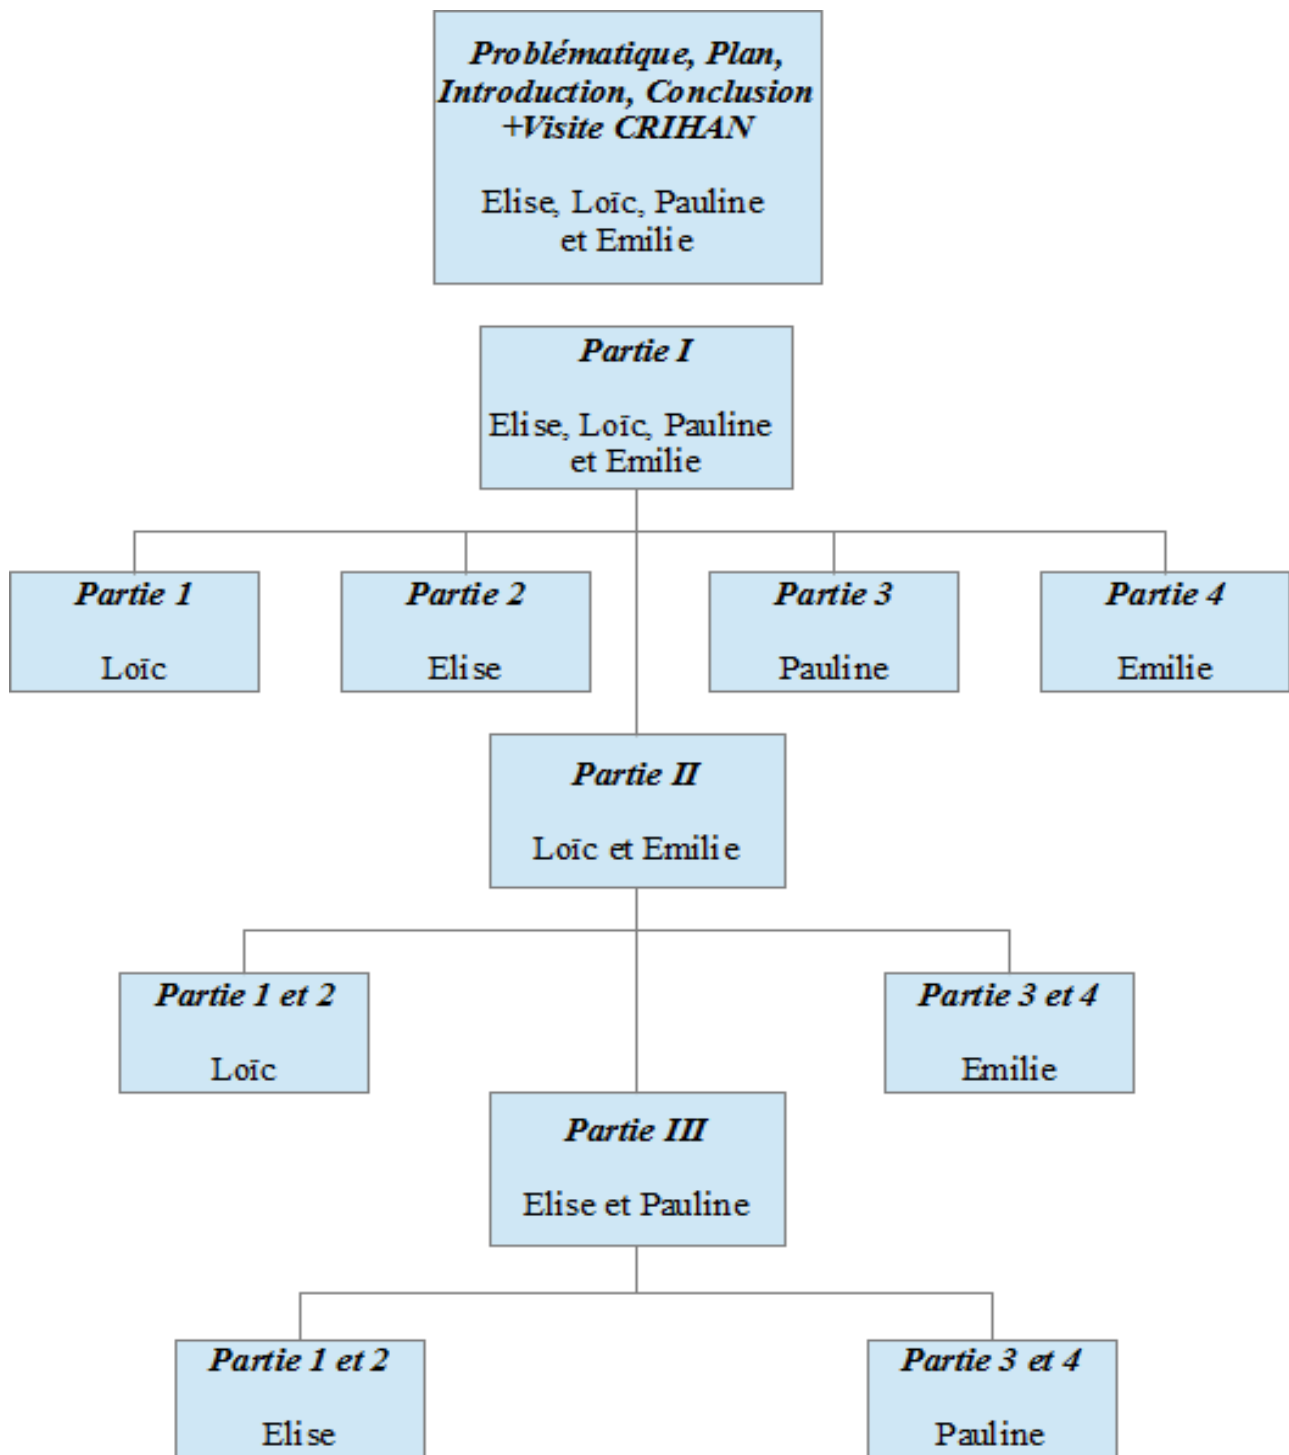 Problématique, Plan,
Introduction, Conclusion
+Visite CRIHAN
Elise, Loïc, Pauline
et Emilie
Partie I
Elise, Loïc, Pauline
et Emilie
Partie 1
Loïc
Partie 2
Elise
Partie 3
Pauline
Partie 4
Emilie
Partie II
Loïc et Emilie
Partie 1 et 2
Loïc
Partie 3 et 4
Emilie
Partie III
Elise et Pauline
Partie 1 et 2
Elise
Partie 3 et 4
Pauline